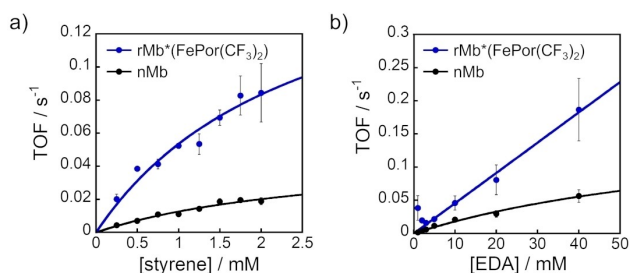 a)
0.12
0.1
0.08
0.06
0.04
0.02
0
TOF / s⁻¹
rMb*(FePor(CF₃)₂)
nMb
0 0.5 1 1.5 2 2.5
[styrene] / mM
b)
0.3
0.25
0.2
0.15
0.1
0.05
0
TOF / s⁻¹
rMb*(FePor(CF₃)₂)
nMb
0 10 20 30 40 50
[EDA] / mM